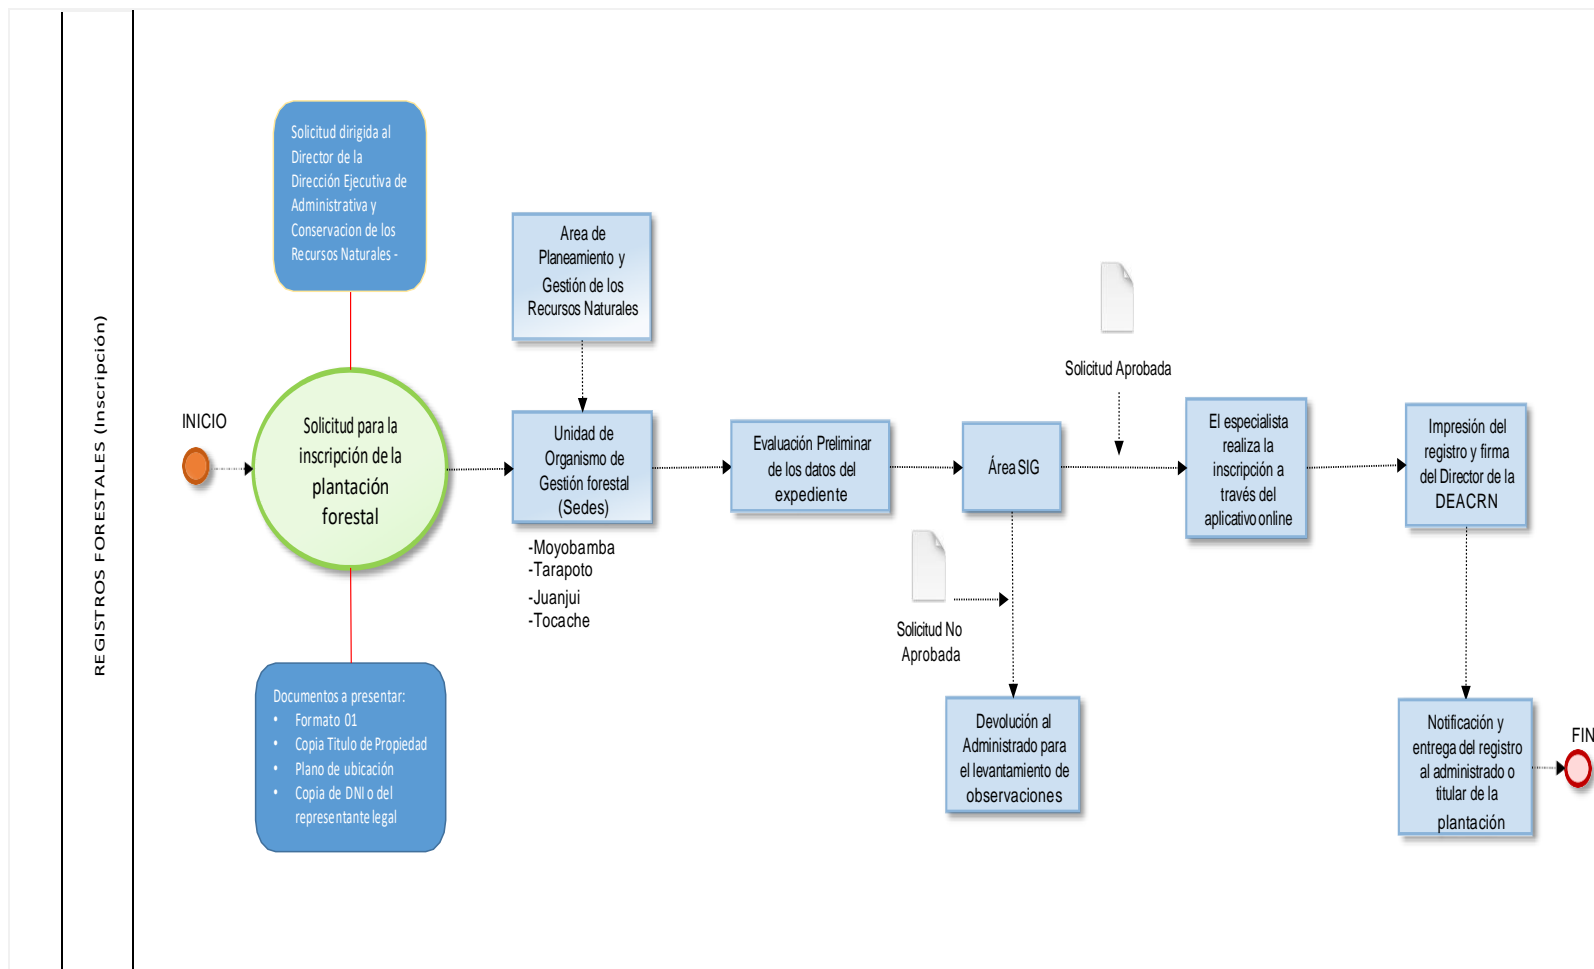 REGISTROS FORESTALES (Inscripción)
Solicitud dirigida al
Director de la
Dirección Ejecutiva de
Administrativa y
Conservacion de los
Recursos Naturales -
INICIO
Solicitud para la
inscripción de la
plantación
forestal
Documentos a presentar:
• Formato 01
• Copia Titulo de Propiedad
• Plano de ubicación
• Copia de DNI o del
representante legal
Area de
Planeamiento y
Gestión de los
Recursos Naturales
Unidad de
Organismo de
Gestión forestal
(Sedes)
-Moyobamba
-Tarapoto
-Juanjui
-Tocache
Evaluación Preliminar
de los datos del
expediente
Área SIG
Solicitud No
Aprobada
Devolución al
Administrado para
el levantamiento de
observaciones
Solicitud Aprobada
El especialista
realiza la
inscripción a
través del
aplicativo online
Impresión del
registro y firma
del Director de la
DEACRN
Notificación y
entrega del registro
al administrado o
titular de la
plantación
FIN